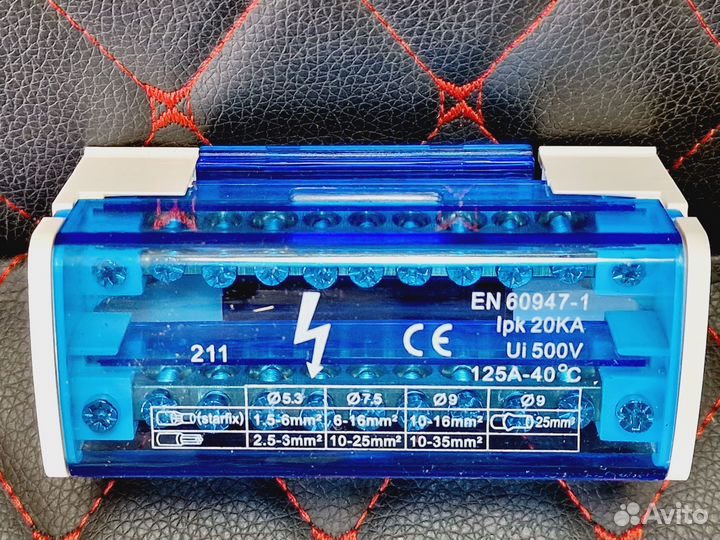 EN 60947-1
Ipk 20KA
CE
Ui 500V
211
125A-40°C
Ø5.3 Ø7.5 Ø9 Ø9
(starfix) 1.5-6mm² 6-16mm² 10-16mm² 25mm²
2.5-3mm² 10-25mm² 10-35mm²
Avito